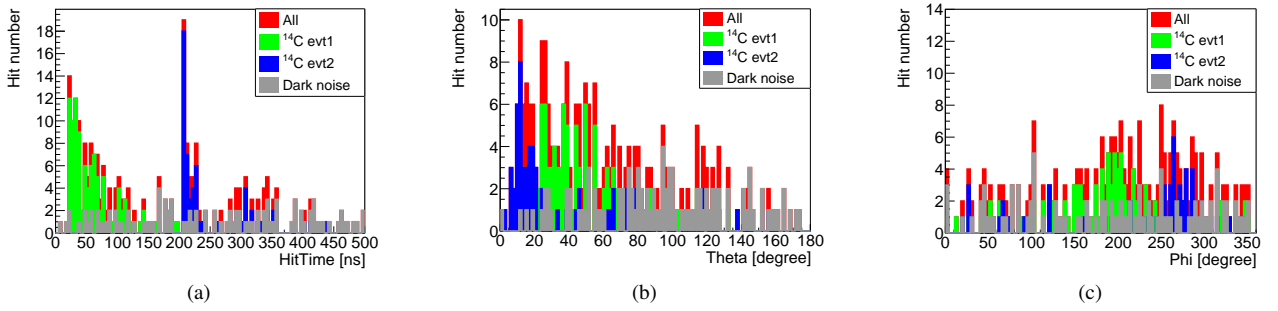 Hit number
18
16
14
12
10
8
6
4
2
0
0 50 100 150 200 250 300 350 400 450 500
HitTime [ns]
All
¹⁴C evt1
¹⁴C evt2
Dark noise
(a)
Hit number
10
8
6
4
2
0
0 20 40 60 80 100 120 140 160 180
Theta [degree]
All
¹⁴C evt1
¹⁴C evt2
Dark noise
(b)
Hit number
14
12
10
8
6
4
2
0
0 50 100 150 200 250 300 350
Phi [degree]
All
¹⁴C evt1
¹⁴C evt2
Dark noise
(c)